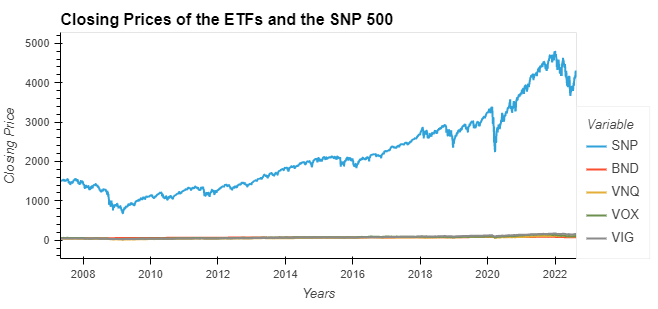 Closing Prices of the ETFs and the SNP 500
Closing Price
5000
4000
3000
2000
1000
0
2008 2010 2012 2014 2016 2018 2020 2022
Years
Variable
SNP
BND
VNQ
VOX
VIG